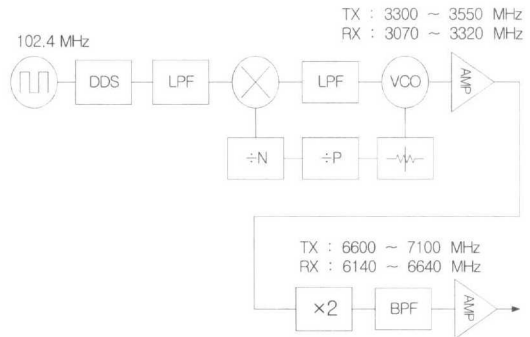 TX : 3300 ~ 3550 MHz
RX : 3070 ~ 3320 MHz
102.4 MHz
DDS
LPF
LPF
VCO
AMP
÷N
÷P
TX : 6600 ~ 7100 MHz
RX : 6140 ~ 6640 MHz
×2
BPF
AMP